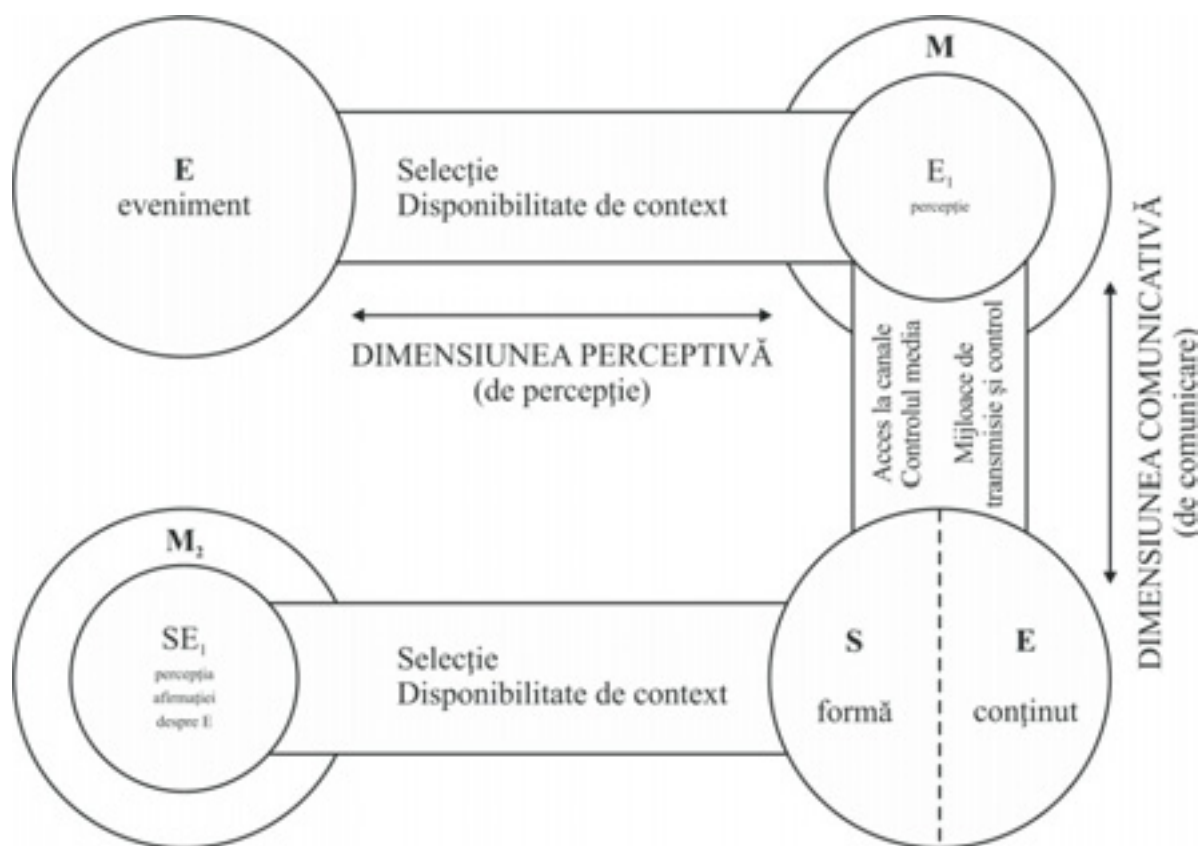 E
eveniment
Selecție
Disponibilitate de context
M
E₁
percepție
DIMENSIUNEA PERCEPTIVĂ
(de percepție)
Acces la canale
Controlul media
Mijloace de
transmisie și control
DIMENSIUNEA COMUNICATIVĂ
(de comunicare)
M₂
SE₁
percepția
afirmației
despre E
Selecție
Disponibilitate de context
S
formă
E
conținut